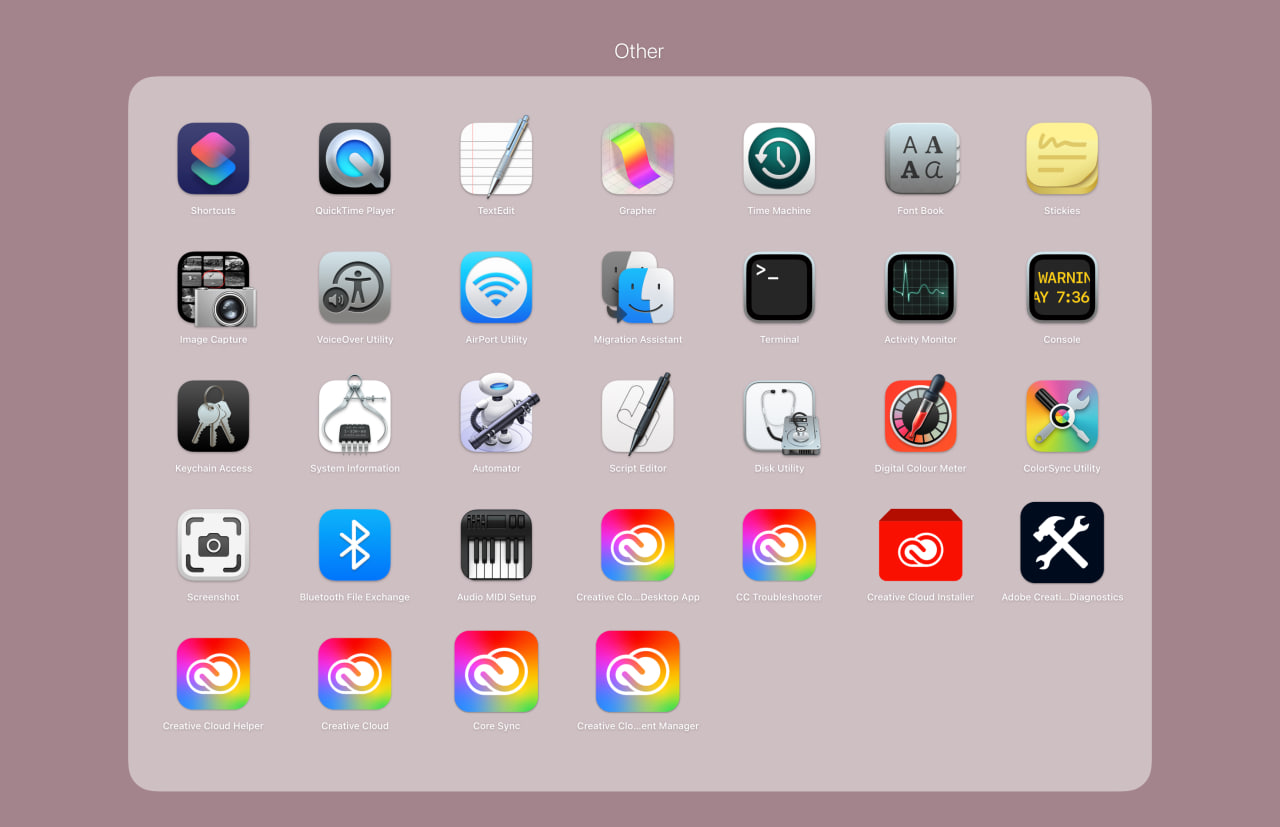 Other
Shortcuts
QuickTime Player
TextEdit
Grapher
Time Machine
Font Book
Stickies
A A
A a
WARNIN
AY 7:36
Image Capture
VoiceOver Utility
AirPort Utility
Migration Assistant
>_
Terminal
Activity Monitor
Console
Keychain Access
System Information
Automator
Script Editor
Disk Utility
Digital Colour Meter
ColorSync Utility
Screenshot
Bluetooth File Exchange
Audio MIDI Setup
Creative Clo...Desktop App
CC Troubleshooter
Creative Cloud Installer
Adobe Creati...Diagnostics
Creative Cloud Helper
Creative Cloud
Core Sync
Creative Clo...ent Manager